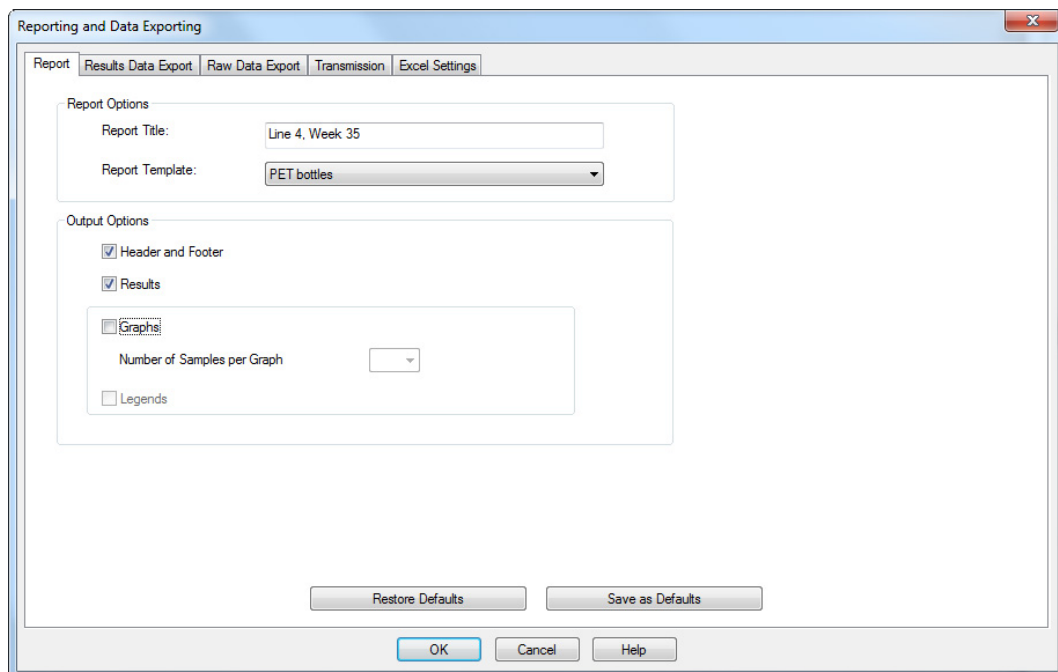 Reporting and Data Exporting
Report Results Data Export Raw Data Export Transmission Excel Settings
Report Options
Report Title: Line 4, Week 35
Report Template: PET bottles
Output Options
Header and Footer
Results
Graphs
Number of Samples per Graph
Legends
Restore Defaults Save as Defaults
OK Cancel Help